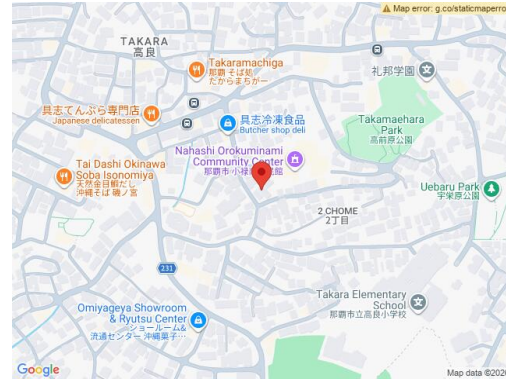 Map error: g.co/staticmaperro
TAKARA
高良
Takaramachiga
那覇 そば処
だからまちかー
礼邦学園
具志てんぷら専門店
Japanese delicatessen
具志冷凍食品
Butcher shop deli
Takamaehara
Park
高前原公園
Nahashi Orokuminami
Community Center
那覇市 小禄
館
Tai Dashi Okinawa
Soba Isonomiya
天然金目鯛だし
沖縄そば 磯ノ宮
Uebaru Park
宇栄原公園
2 CHOME
2丁目
231
Takara Elementary
School
那覇市立高良小学校
Omiyageya Showroom
& Ryutsu Center
ショールーム&
流通センター 沖縄菓子…
Google
Map data ©202